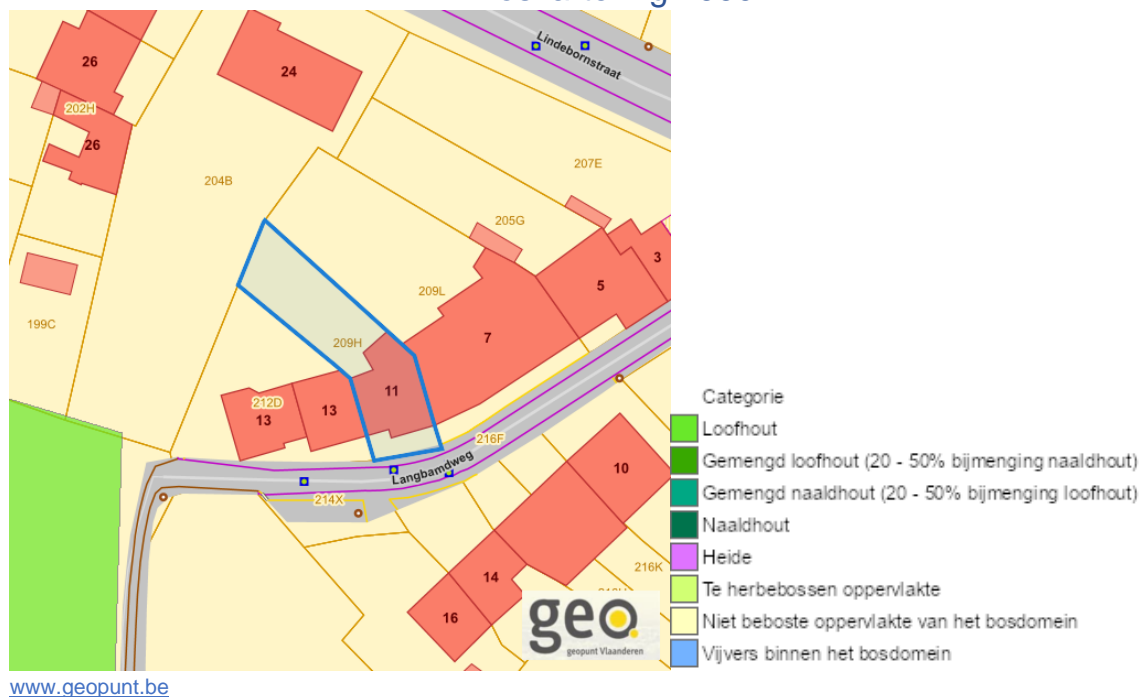 Lindebornstraat
26
24
202H
26
207E
204B
205G
3
5
209L
199C
7
209H
11
212D
13
13
216F
Langbamdweg
10
214X
216K
14
16
geo
geopunt Vlaanderen
Categorie
Loofhout
Gemengd loofhout (20 - 50% bijmenging naaldhout)
Gemengd naaldhout (20 - 50% bijmenging loofhout)
Naaldhout
Heide
Te herbebossen oppervlakte
Niet beboste oppervlakte van het bosdomein
Vijvers binnen het bosdomein
www.geopunt.be